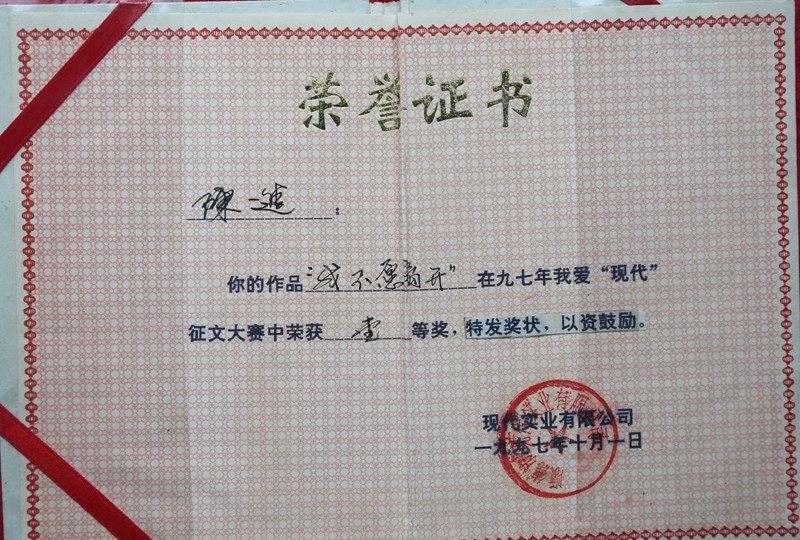 荣誉证书
陈一迷：
你的作品“我不愿离开”在九七年我爱“现代”
征文大赛中荣获壹等奖，特发奖状，以资鼓励。
现代实业有限公司
一九九七年十月一日